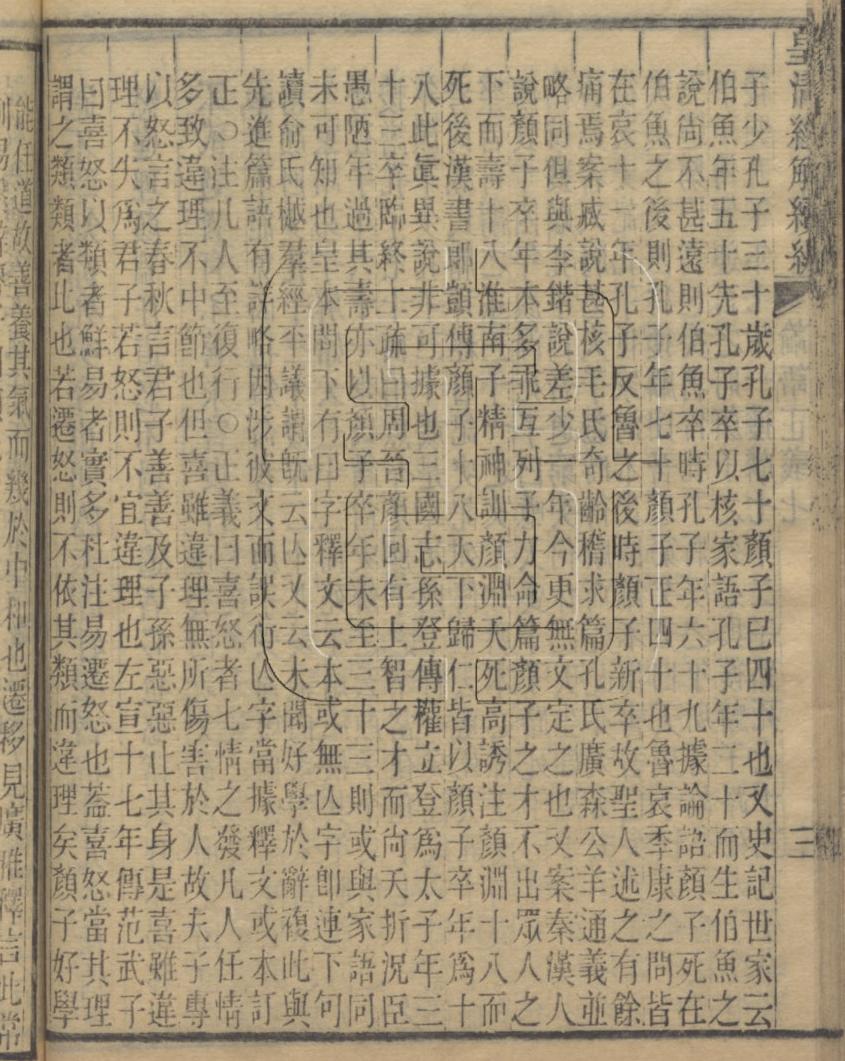 皇清經解經編
論語正義七
三
子少孔子三十歲孔子七十顏子已四十也又史記世家云
伯魚年五十先孔子卒以核家語孔子年二十而生伯魚之
說尙不甚遠則伯魚卒時孔子年六十九據論語顏子死在
伯魚之後則孔子年七十顏子正四十也魯哀季康之問皆
在哀十一年孔子反魯之後時顏子新卒故聖人述之有餘
痛焉案臧說甚核毛氏奇齡稽求篇孔氏廣森公羊通義並
略同但與李鍇說差少一年今更無文定之也又案秦漢人
說顏子卒年本多乖互列子力命篇顏子之才不出眾人之
下而壽十八淮南子精神訓顏淵夭死高誘注顏淵十八而
死後漢書郎顗傳顏子十八天下歸仁皆以顏子卒年爲十
八此眞異說非可據也三國志孫登傳權立登爲太子年三
十三卒臨終上疏曰周晉顏回有上智之才而尙夭折況臣
愚陋年過其壽亦以顏子卒年未至三十三則或與家語同
未可知也皇本問下有曰字釋文云本或無亾字卽連下句
讀俞氏樾羣經平議謂旣云亾又云未聞好學於辭複此與
先進篇語有詳略因涉彼文而誤衍亾字當據釋文或本訂
正○注凡人至復行○正義曰喜怒者七情之發凡人任情
多致違理不中節也但喜雖違理無所傷害於人故夫子專
以怒言之春秋言君子善善及子孫惡惡止其身是喜雖違
理不失爲君子若怒則不宜違理也左宣十七年傳范武子
曰喜怒以類者鮮易者實多杜注易遷怒也蓋喜怒當其理
謂之類類者比也若遷怒則不依其類而違理矣顏子好學
能任道故善養其氣而幾於中和也遷移見廣雅釋言此常